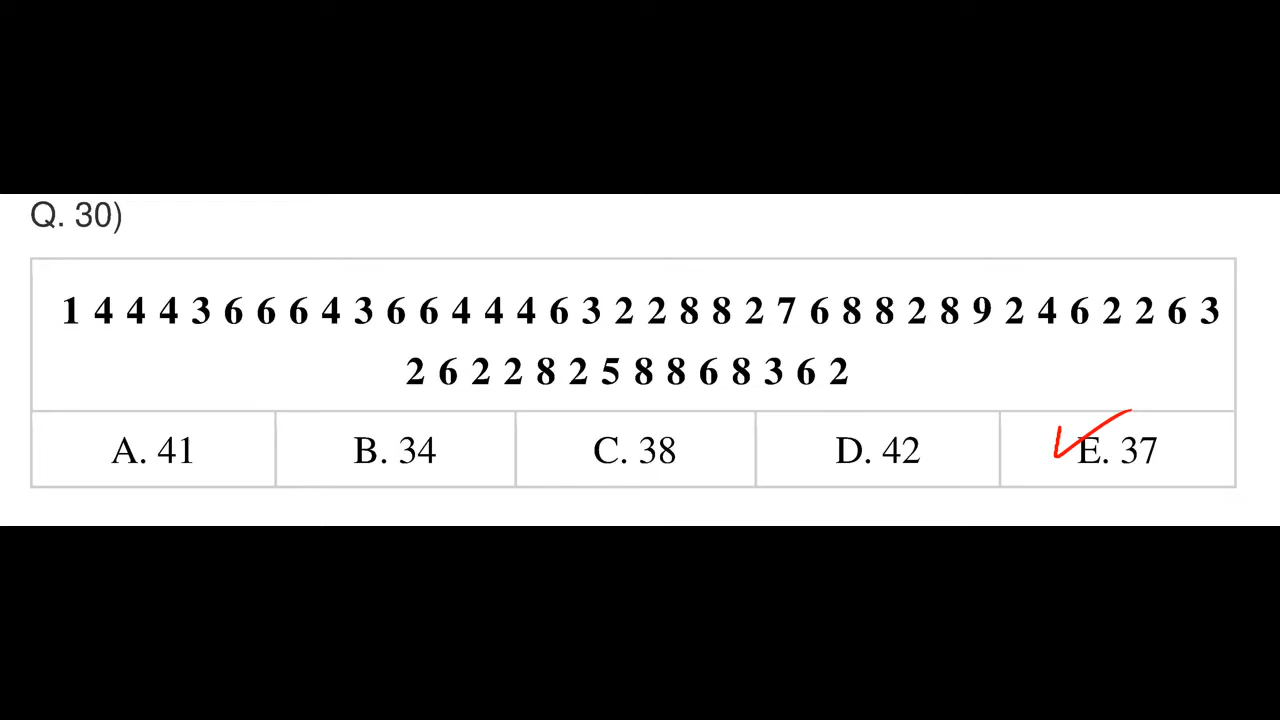 Q. 30)
1 4 4 4 3 6 6 6 4 3 6 6 4 4 4 6 3 2 2 8 8 2 7 6 8 8 2 8 9 2 4 6 2 2 6 3
2 6 2 2 8 2 5 8 8 6 8 3 6 2
A. 41 B. 34 C. 38 D. 42 E. 37